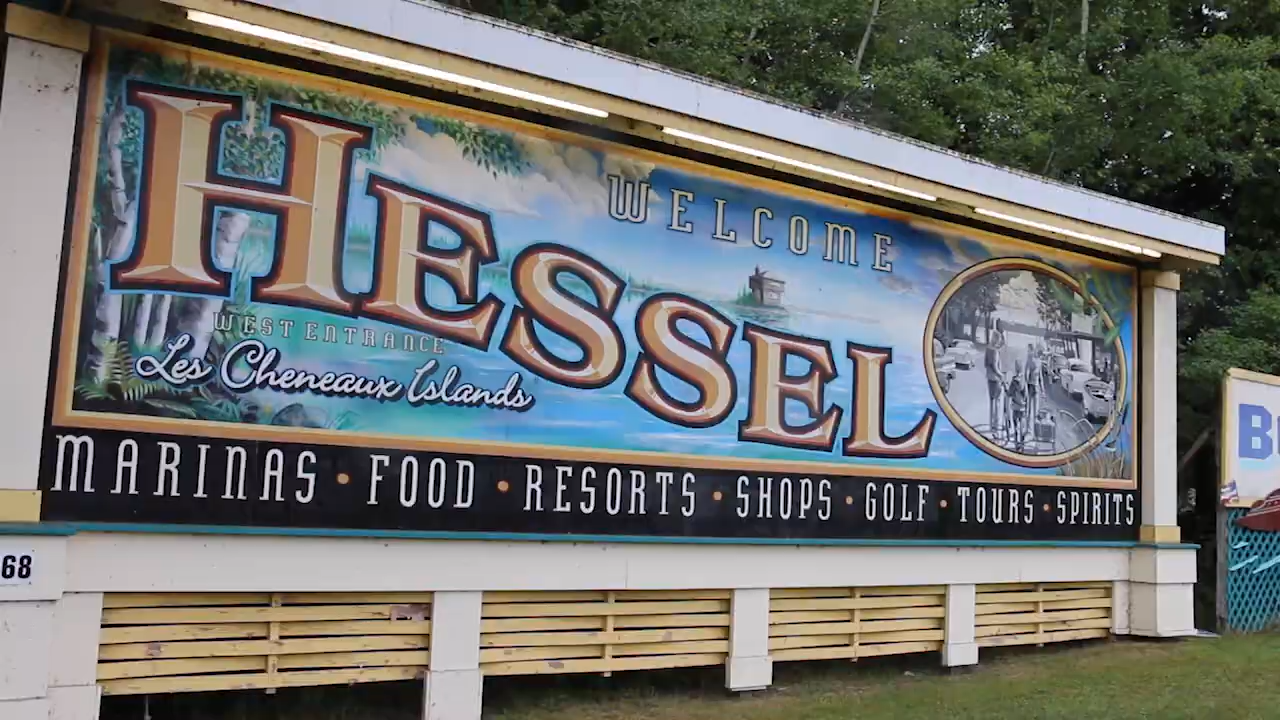 WELCOME
HESSEL
WEST ENTRANCE
Les Cheneaux Islands
MARINAS · FOOD · RESORTS · SHOPS · GOLF · TOURS · SPIRITS
68